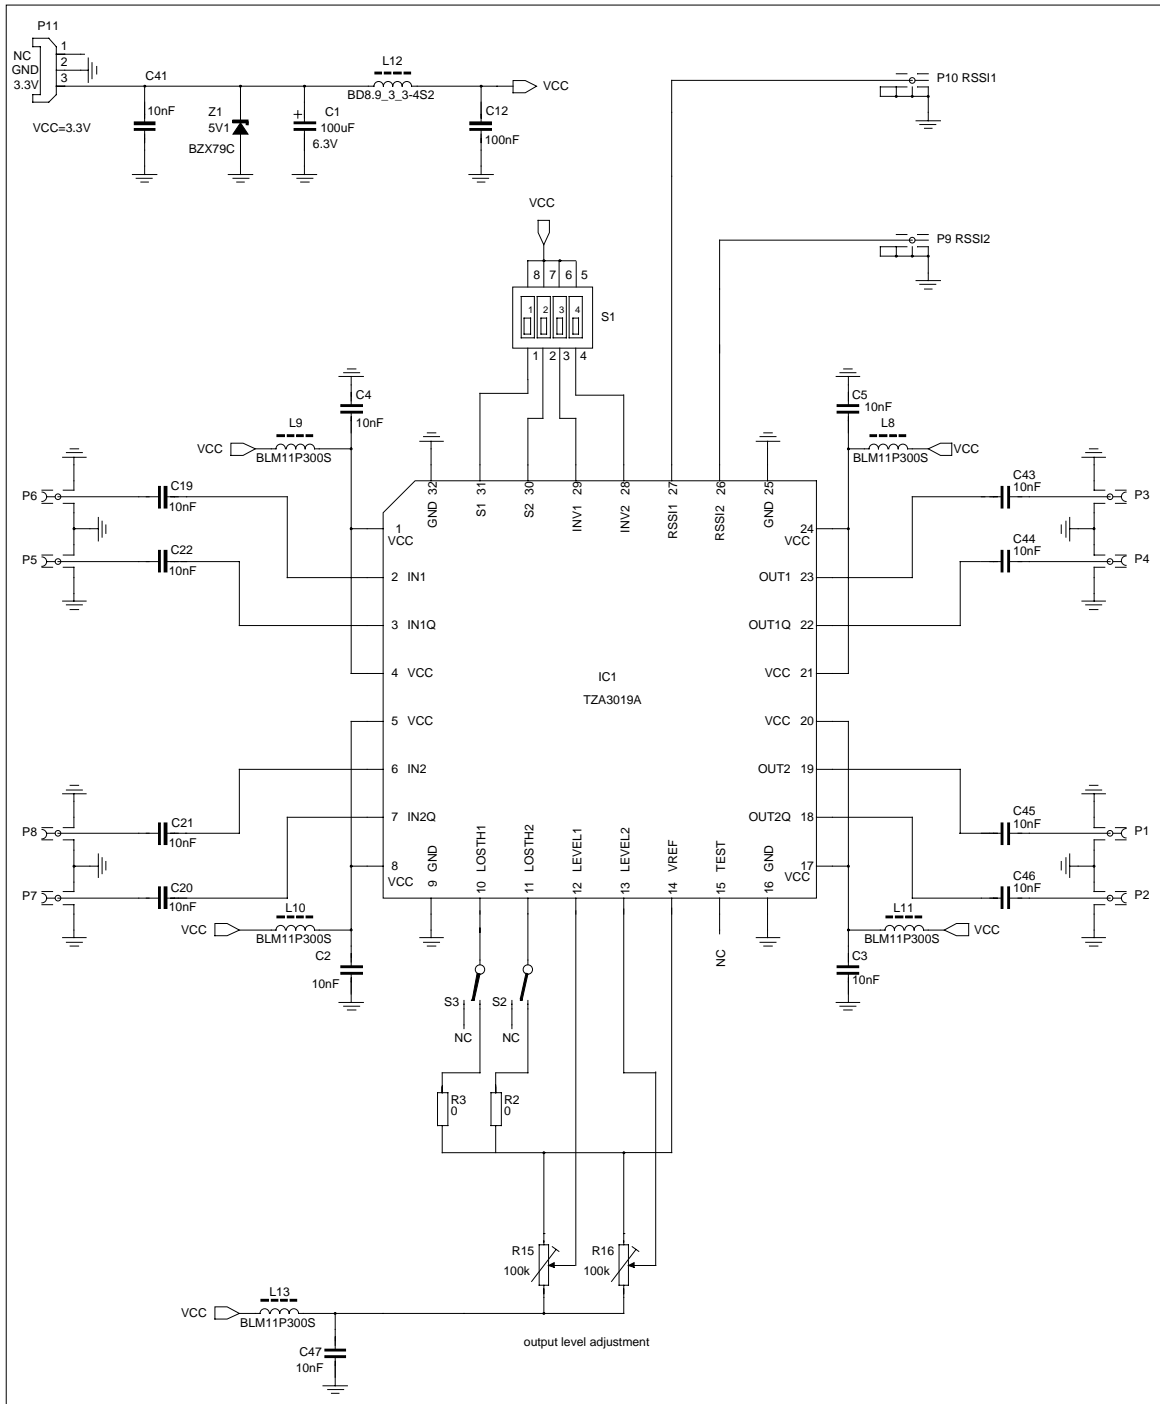 P11
NC
GND
3.3V
1
2
3
VCC=3.3V
C41
10nF
Z1
5V1
BZX79C
C1
100uF
6.3V
L12
BD8.9_3_3-4S2
VCC
C12
100nF
P10 RSSI1
P9 RSSI2
VCC
8 7 6 5
1 2 3 4
S1
1 2 3 4
C4
10nF
L9
VCC
BLM11P300S
C5
10nF
L8
VCC
BLM11P300S
P6
C19
10nF
P5
C22
10nF
C43
10nF
P3
C44
10nF
P4
GND 32
S1 31
S2 30
INV1 29
INV2 28
RSSI1 27
RSSI2 26
GND 25
1
VCC
2 IN1
3 IN1Q
4 VCC
5 VCC
6 IN2
7 IN2Q
8
VCC
24
VCC
OUT1 23
OUT1Q 22
VCC 21
VCC 20
OUT2 19
OUT2Q 18
17
VCC
IC1
TZA3019A
9 GND
10 LOSTH1
11 LOSTH2
12 LEVEL1
13 LEVEL2
14 VREF
15 TEST
16 GND
P8
C21
10nF
P7
C20
10nF
C45
10nF
P1
C46
10nF
P2
L10
VCC
BLM11P300S
C2
10nF
L11
VCC
BLM11P300S
C3
10nF
NC
S3
NC
S2
NC
R3
0
R2
0
R15
100k
R16
100k
L13
VCC
BLM11P300S
C47
10nF
output level adjustment